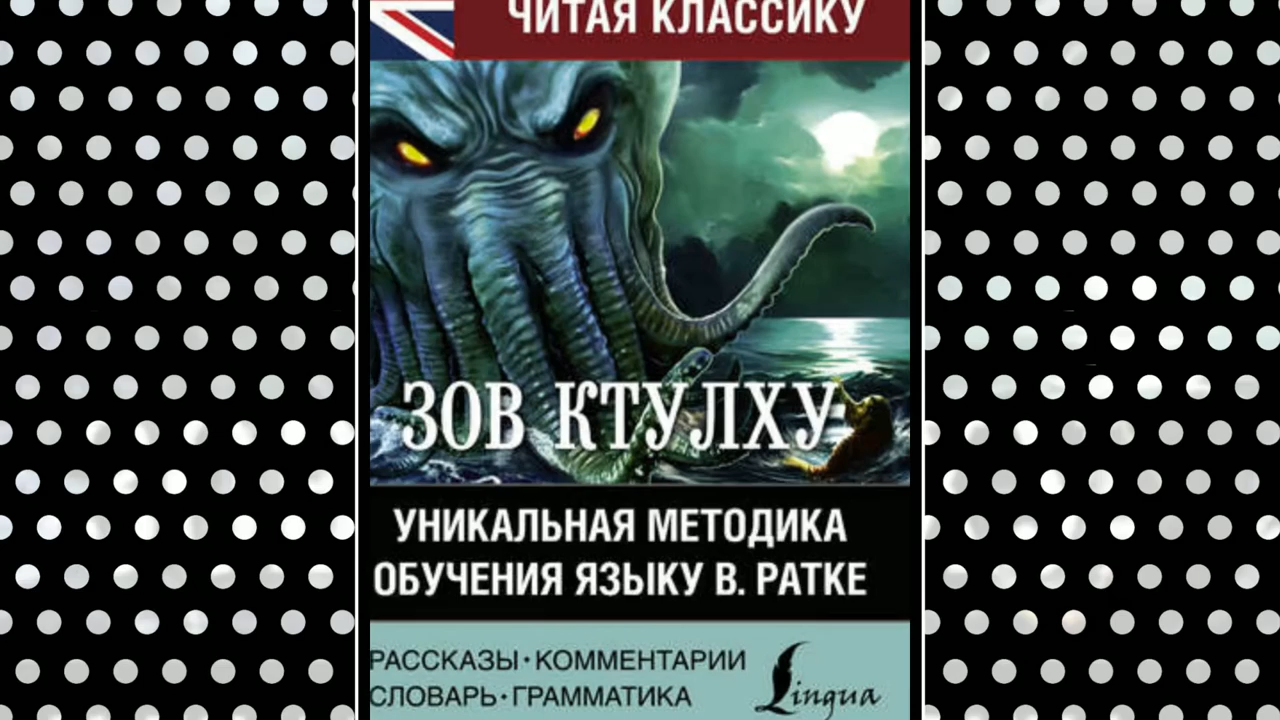 ЧИТАЯ КЛАССИКУ
ЗОВ КТУЛХУ
УНИКАЛЬНАЯ МЕТОДИКА
ОБУЧЕНИЯ ЯЗЫКУ В. РАТКЕ
РАССКАЗЫ·КОММЕНТАРИИ
СЛОВАРЬ·ГРАММАТИКА
Lingua